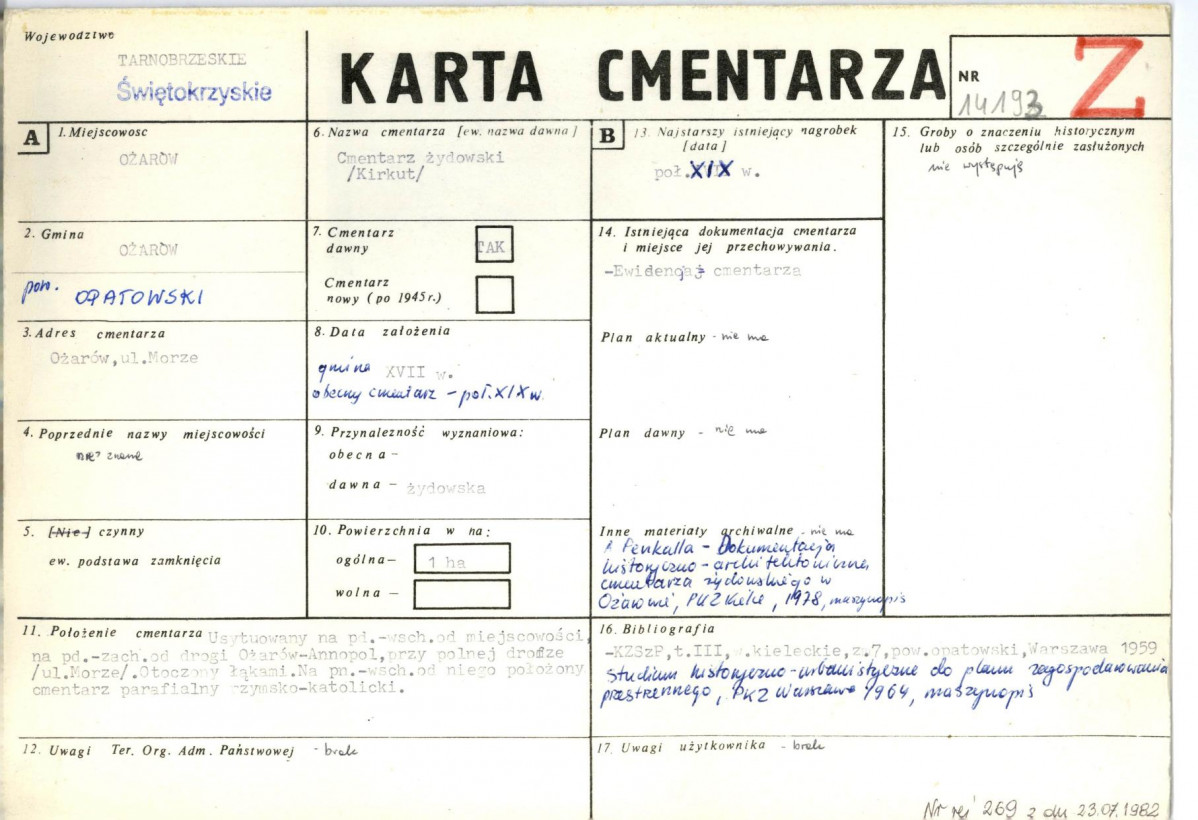 Województwo
TARNOBRZESKIE
Świętokrzyskie
KARTA CMENTARZA
NR
14193
Z
A
1. Miejscowosc
OŻARÓW
2. Gmina
OŻARÓW
pow. OPATOWSKI
3. Adres cmentarza
Ożarów,ul.Morze
4. Poprzednie nazwy miejscowości
nie znane
5. [Nie] czynny
ew. podstawa zamknięcia
6. Nazwa cmentarza [ew. nazwa dawna]
Cmentarz żydowski
/Kirkut/
7. Cmentarz
dawny
TAK
Cmentarz
nowy (po 1945r.)
8. Data założenia
gmina XVII w.
obecny cmentarz - poł. XIX w.
9. Przynalezność wyznaniowa:
obecna -
dawna - żydowska
10. Powierzchnia w ha:
ogólna - 1 ha
wolna -
11. Położenie cmentarza Usytuowany na pd.-wsch.od miejscowości,
na pd.-zach.od drogi Ożarów-Annopol,przy polnej drodze
/ul.Morze/.Otoczony łąkami.Na pn.-wsch.od niego położony
cmentarz parafialny rzymsko-katolicki.
12. Uwagi Ter. Org. Adm. Państwowej - brak
B
13. Najstarszy istniejący nagrobek
[data]
poł. XIX w.
14. Istniejąca dokumentacja cmentarza
i miejsce jej przechowywania.
-Ewidencja cmentarza
Plan aktualny - nie ma
Plan dawny - nie ma
Inne materiały archiwalne - nie ma
A Penkalla - Dokumentacja
historyczno-architektoniczna
cmentarza żydowskiego w
Ożarowie, PKZ Kielce, 1978, maszynopis
15. Groby o znaczeniu historycznym
lub osób szczególnie zasłużonych
nie występują
16. Bibliografia
-KZSzP,t.III,w.kieleckie,z.7,pow.opatowski,Warszawa 1959
Studium historyczno-urbanistyczne do planu zagospodarowania
przestrzennego, PKZ Warszawa 1964, maszynopis
17. Uwagi użytkownika - brak
Nr rej 269 z dn 23.07.1982